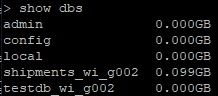 > show dbs
admin 0.000GB
config 0.000GB
local 0.000GB
shipments_wi_g002 0.099GB
testdb_wi_g002 0.000GB